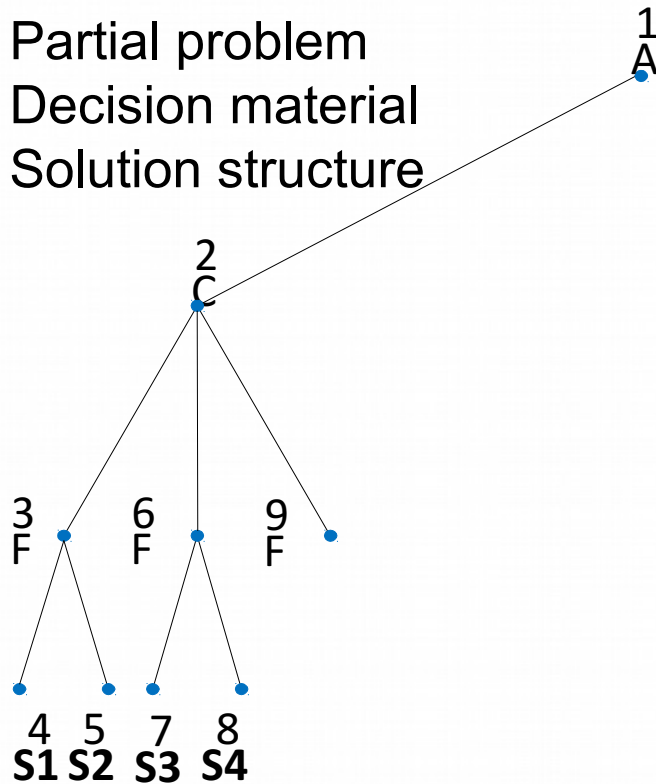 Partial problem
Decision material
Solution structure
1
A
2
C
3
F
6
F
9
F
4
S1
5
S2
7
S3
8
S4